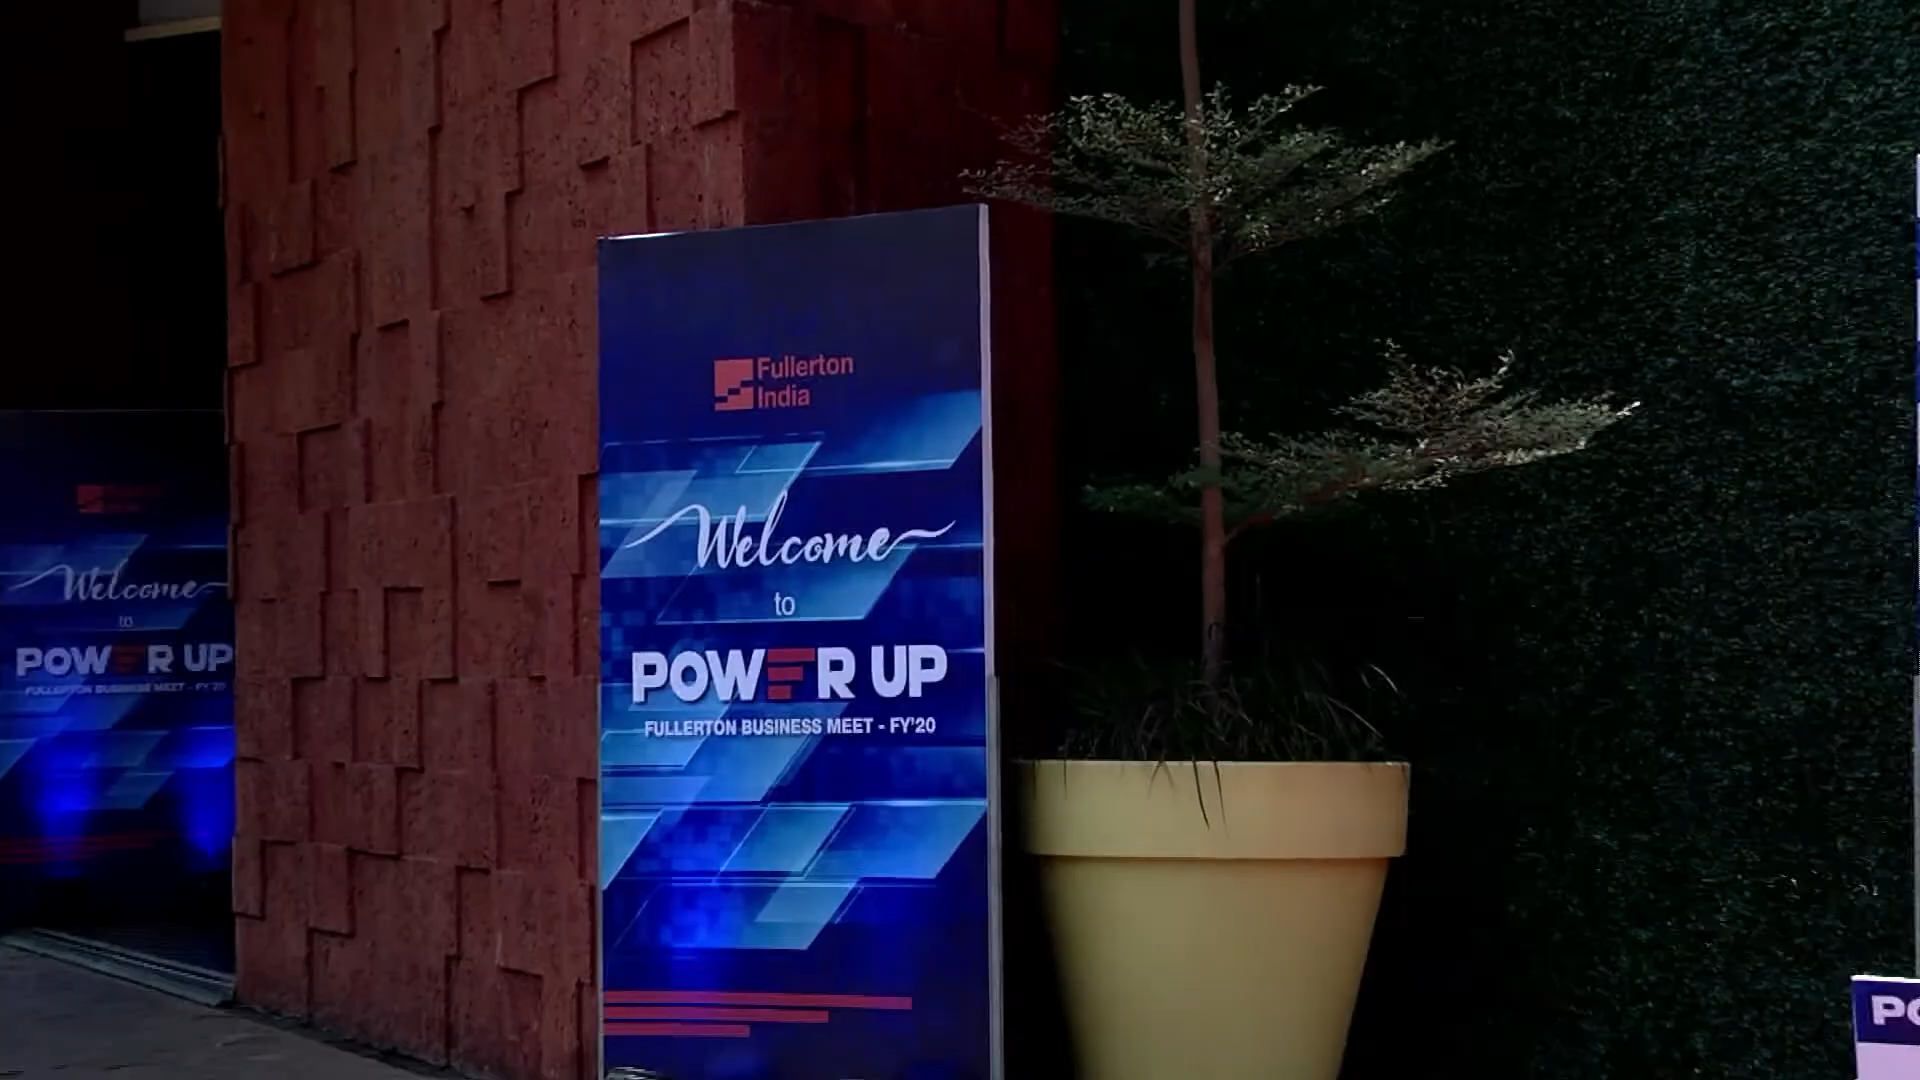 Fullerton
India
Welcome
to
POWER UP
FULLERTON BUSINESS MEET - FY'20
Welcome
to
POWER UP
FULLERTON BUSINESS MEET - FY'20
PO